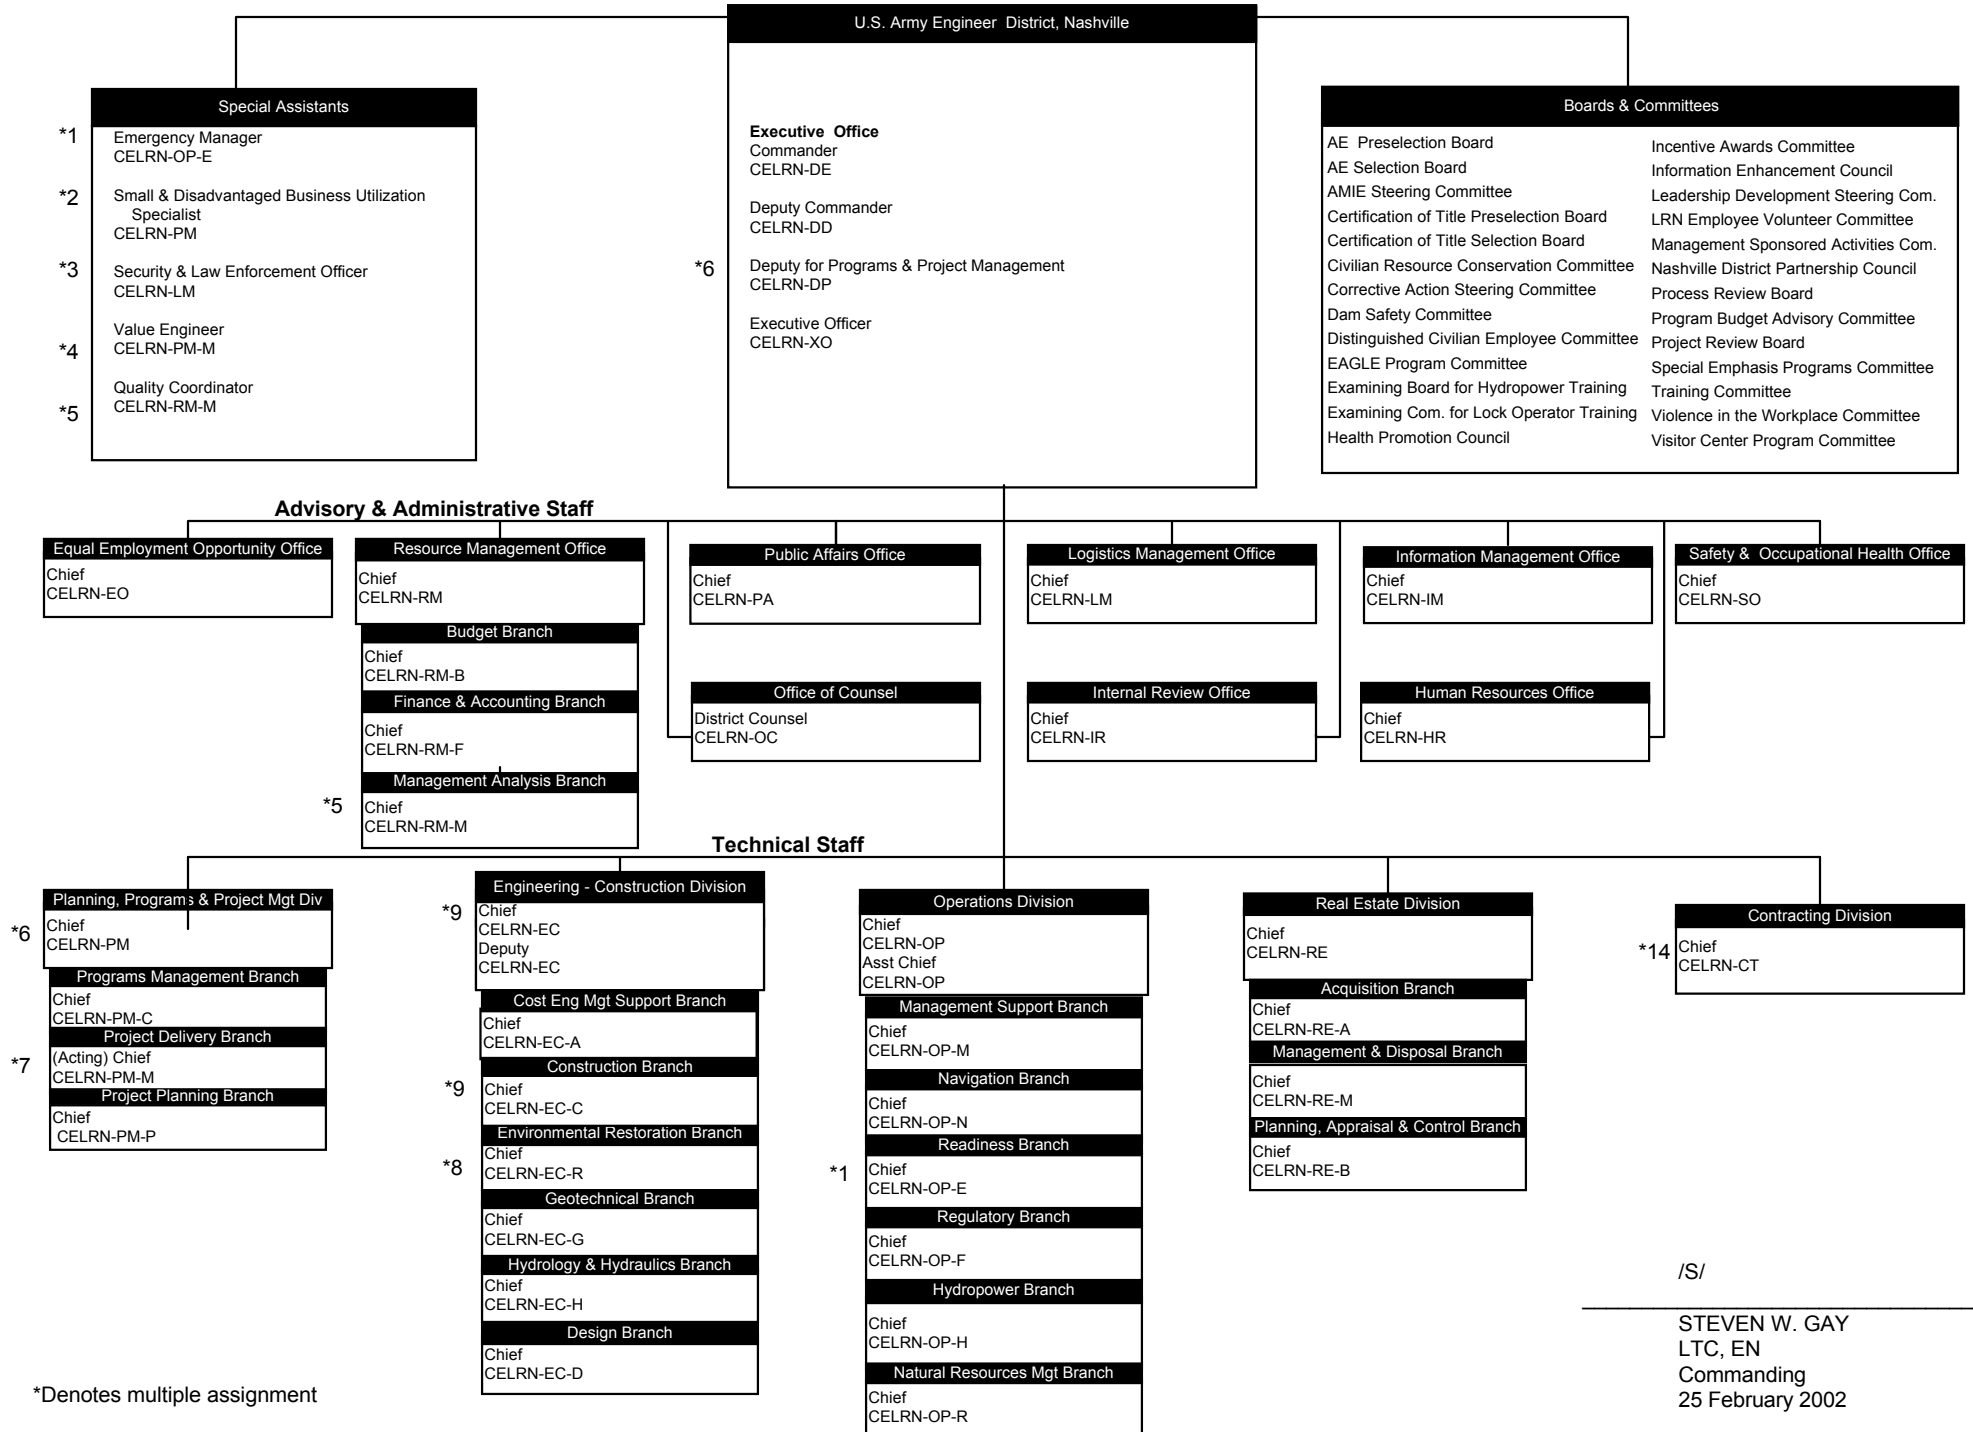 U.S. Army Engineer District, Nashville
Special Assistants
*1
Emergency Manager
CELRN-OP-E
*2
Small & Disadvantaged Business Utilization
Specialist
CELRN-PM
*3
Security & Law Enforcement Officer
CELRN-LM
Value Engineer
*4
CELRN-PM-M
Quality Coordinator
*5
CELRN-RM-M
Executive Office
Commander
CELRN-DE
Deputy Commander
CELRN-DD
*6
Deputy for Programs & Project Management
CELRN-DP
Executive Officer
CELRN-XO
Boards & Committees
AE Preselection Board
AE Selection Board
AMIE Steering Committee
Certification of Title Preselection Board
Certification of Title Selection Board
Civilian Resource Conservation Committee
Corrective Action Steering Committee
Dam Safety Committee
Distinguished Civilian Employee Committee
EAGLE Program Committee
Examining Board for Hydropower Training
Examining Com. for Lock Operator Training
Health Promotion Council
Incentive Awards Committee
Information Enhancement Council
Leadership Development Steering Com.
LRN Employee Volunteer Committee
Management Sponsored Activities Com.
Nashville District Partnership Council
Process Review Board
Program Budget Advisory Committee
Project Review Board
Special Emphasis Programs Committee
Training Committee
Violence in the Workplace Committee
Visitor Center Program Committee
Advisory & Administrative Staff
Equal Employment Opportunity Office
Chief
CELRN-EO
Resource Management Office
Chief
CELRN-RM
Budget Branch
Chief
CELRN-RM-B
Finance & Accounting Branch
Chief
CELRN-RM-F
Management Analysis Branch
*5
Chief
CELRN-RM-M
Public Affairs Office
Chief
CELRN-PA
Office of Counsel
District Counsel
CELRN-OC
Logistics Management Office
Chief
CELRN-LM
Internal Review Office
Chief
CELRN-IR
Information Management Office
Chief
CELRN-IM
Human Resources Office
Chief
CELRN-HR
Safety & Occupational Health Office
Chief
CELRN-SO
Technical Staff
Planning, Programs & Project Mgt Div
*6
Chief
CELRN-PM
Programs Management Branch
Chief
CELRN-PM-C
Project Delivery Branch
*7
(Acting) Chief
CELRN-PM-M
Project Planning Branch
Chief
CELRN-PM-P
Engineering - Construction Division
*9
Chief
CELRN-EC
Deputy
CELRN-EC
Cost Eng Mgt Support Branch
Chief
CELRN-EC-A
Construction Branch
*9
Chief
CELRN-EC-C
Environmental Restoration Branch
*8
Chief
CELRN-EC-R
Geotechnical Branch
Chief
CELRN-EC-G
Hydrology & Hydraulics Branch
Chief
CELRN-EC-H
Design Branch
Chief
CELRN-EC-D
Operations Division
Chief
CELRN-OP
Asst Chief
CELRN-OP
Management Support Branch
Chief
CELRN-OP-M
Navigation Branch
Chief
CELRN-OP-N
Readiness Branch
*1
Chief
CELRN-OP-E
Regulatory Branch
Chief
CELRN-OP-F
Hydropower Branch
Chief
CELRN-OP-H
Natural Resources Mgt Branch
Chief
CELRN-OP-R
Real Estate Division
Chief
CELRN-RE
Acquisition Branch
Chief
CELRN-RE-A
Management & Disposal Branch
Chief
CELRN-RE-M
Planning, Appraisal & Control Branch
Chief
CELRN-RE-B
Contracting Division
*14
Chief
CELRN-CT
/S/
STEVEN W. GAY
LTC, EN
Commanding
25 February 2002
*Denotes multiple assignment